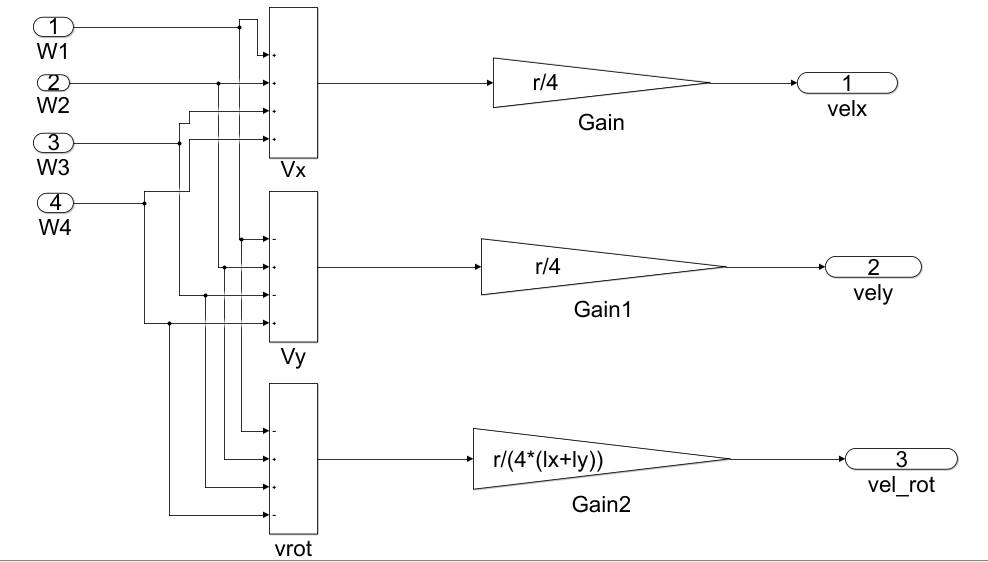 1
W1
2
W2
3
W3
4
W4
+
+
+
+
Vx
r/4
Gain
1
velx
-
+
-
+
Vy
r/4
Gain1
2
vely
-
+
+
-
vrot
r/(4*(lx+ly))
Gain2
3
vel_rot